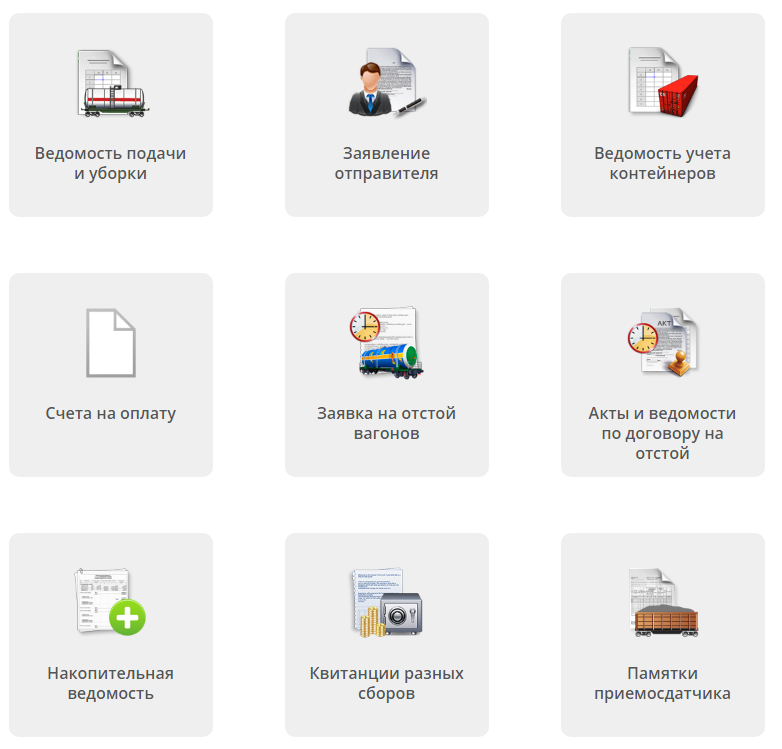 Ведомость подачи
и уборки
Заявление
отправителя
Ведомость учета
контейнеров
Счета на оплату
Заявка на отстой
вагонов
АКТ
Акты и ведомости
по договору на
отстой
Накопительная
ведомость
Квитанции разных
сборов
Памятки
приемосдатчика